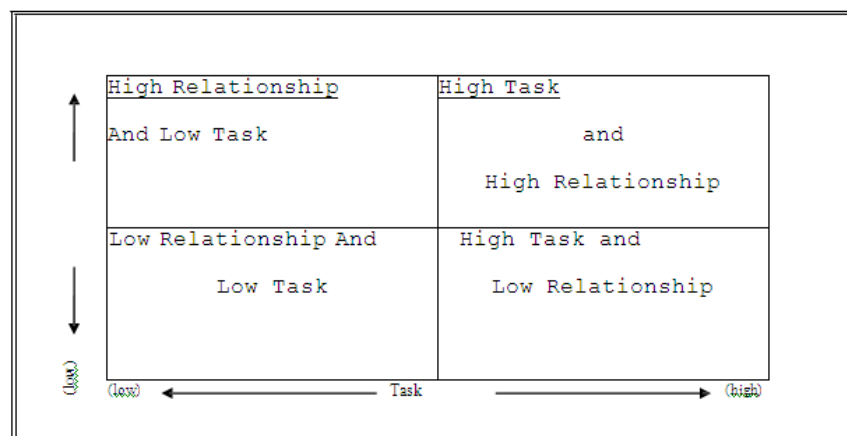 High Relationship
And Low Task
High Task
and
High Relationship
Low Relationship And
Low Task
High Task and
Low Relationship
(low)
(low)
Task
(high)